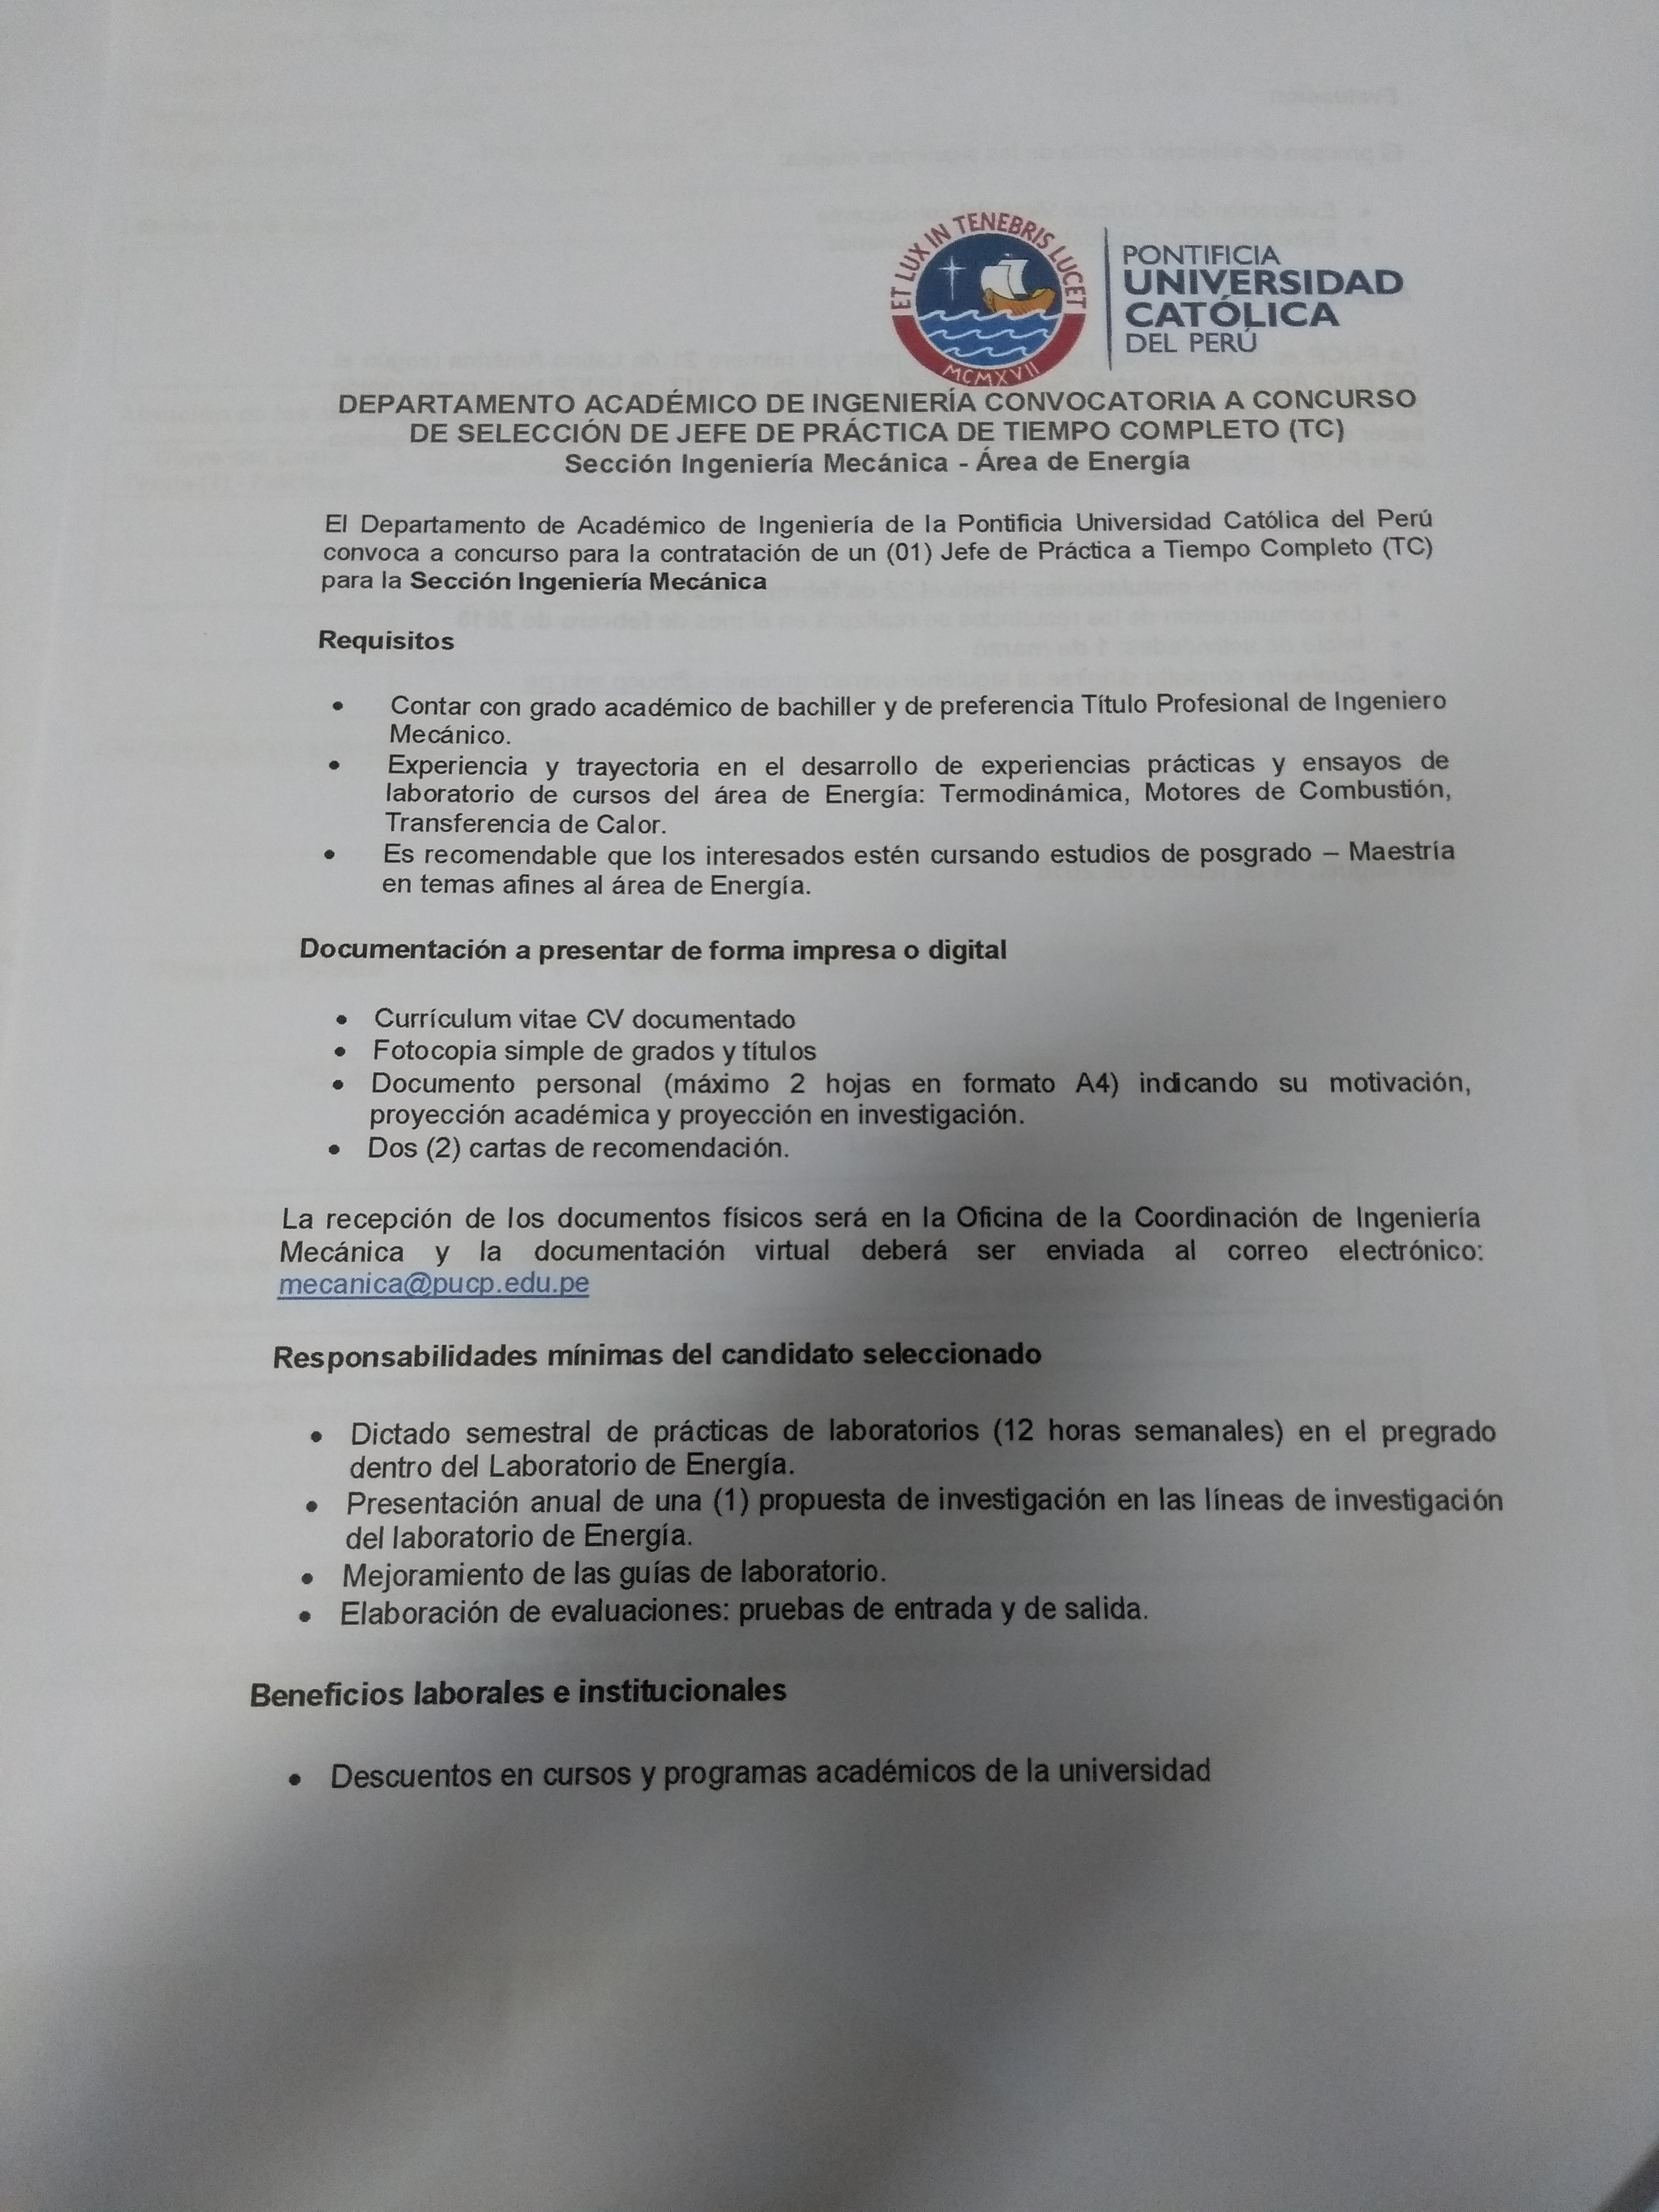 ET LUX IN TENEBRIS LUCET
MCMXVII
PONTIFICIA
UNIVERSIDAD
CATÓLICA
DEL PERÚ
DEPARTAMENTO ACADÉMICO DE INGENIERÍA CONVOCATORIA A CONCURSO
DE SELECCIÓN DE JEFE DE PRÁCTICA DE TIEMPO COMPLETO (TC)
Sección Ingeniería Mecánica - Área de Energía
El Departamento de Académico de Ingeniería de la Pontificia Universidad Católica del Perú
convoca a concurso para la contratación de un (01) Jefe de Práctica a Tiempo Completo (TC)
para la Sección Ingeniería Mecánica
Requisitos
• Contar con grado académico de bachiller y de preferencia Título Profesional de Ingeniero
Mecánico.
• Experiencia y trayectoria en el desarrollo de experiencias prácticas y ensayos de
laboratorio de cursos del área de Energía: Termodinámica, Motores de Combustión,
Transferencia de Calor.
• Es recomendable que los interesados estén cursando estudios de posgrado – Maestría
en temas afines al área de Energía.
Documentación a presentar de forma impresa o digital
• Currículum vitae CV documentado
• Fotocopia simple de grados y títulos
• Documento personal (máximo 2 hojas en formato A4) indicando su motivación,
proyección académica y proyección en investigación.
• Dos (2) cartas de recomendación.
La recepción de los documentos físicos será en la Oficina de la Coordinación de Ingeniería
Mecánica y la documentación virtual deberá ser enviada al correo electrónico:
mecanica@pucp.edu.pe
Responsabilidades mínimas del candidato seleccionado
• Dictado semestral de prácticas de laboratorios (12 horas semanales) en el pregrado
dentro del Laboratorio de Energía.
• Presentación anual de una (1) propuesta de investigación en las líneas de investigación
del laboratorio de Energía.
• Mejoramiento de las guías de laboratorio.
• Elaboración de evaluaciones: pruebas de entrada y de salida.
Beneficios laborales e institucionales
• Descuentos en cursos y programas académicos de la universidad